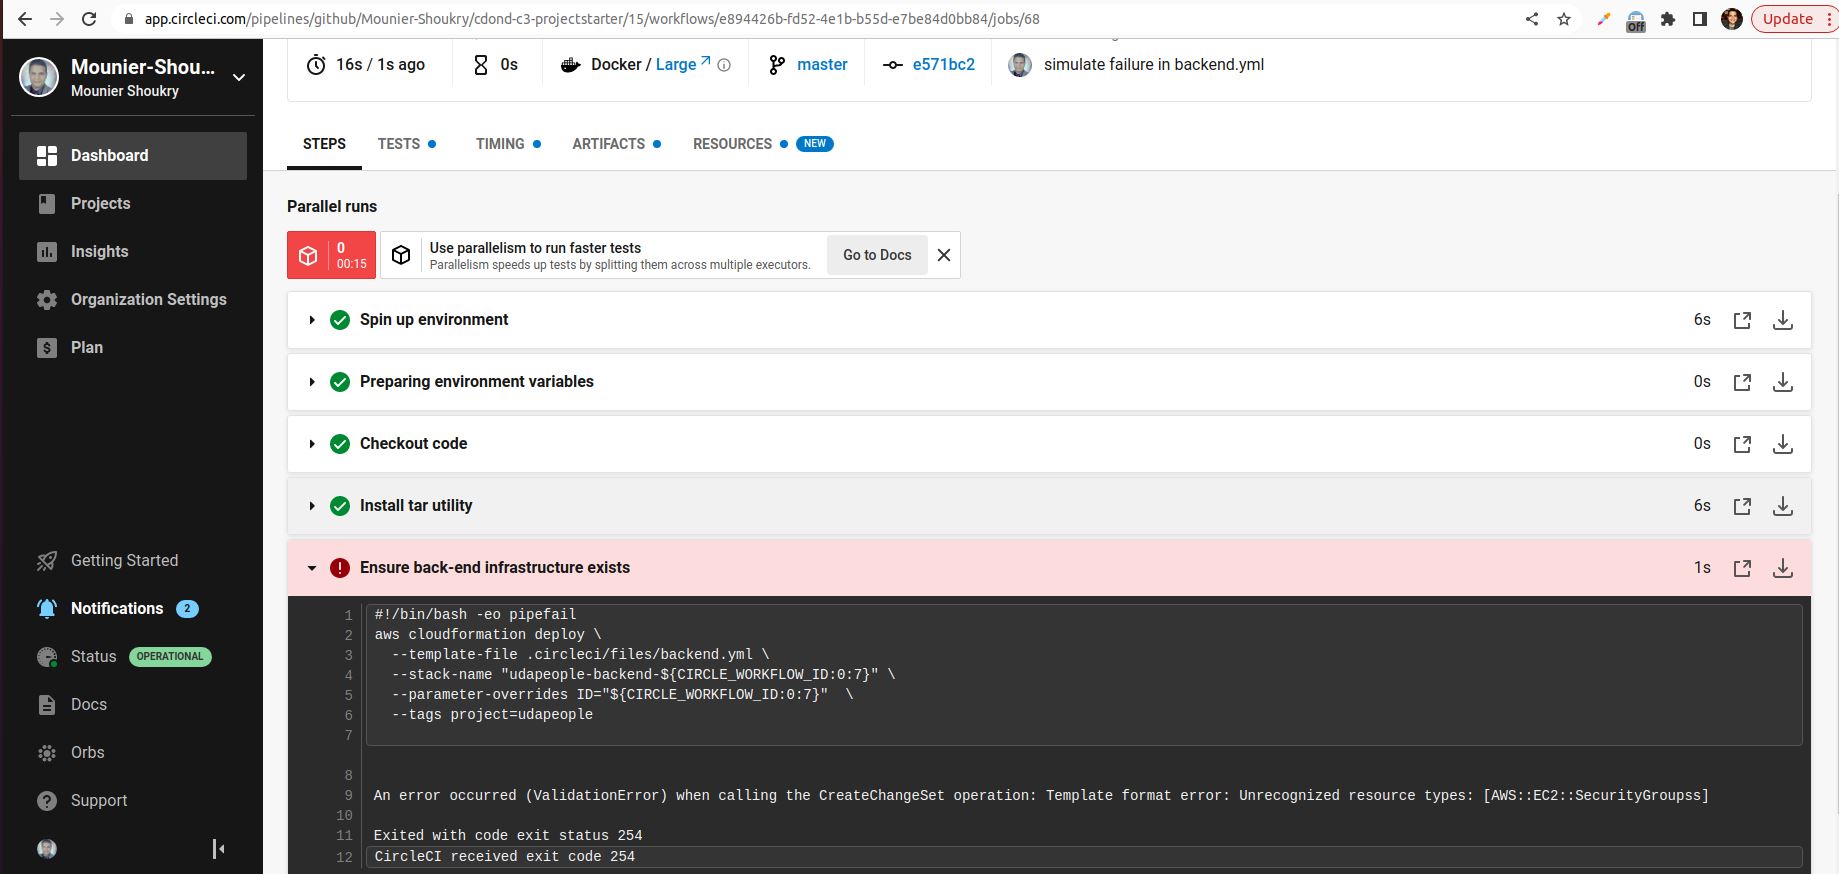 app.circleci.com/pipelines/github/Mounier-Shoukry/cdond-c3-projectstarter/15/workflows/e894426b-fd52-4e1b-b55d-e7be84d0bb84/jobs/68
Off
Update
Mounier-Shou...
Mounier Shoukry
Dashboard
Projects
Insights
Organization Settings
Plan
Getting Started
Notifications 2
Status OPERATIONAL
Docs
Orbs
Support
16s / 1s ago
0s
Docker / Large
master
e571bc2
simulate failure in backend.yml
STEPS
TESTS
TIMING
ARTIFACTS
RESOURCES NEW
Parallel runs
0
00:15
Use parallelism to run faster tests
Parallelism speeds up tests by splitting them across multiple executors.
Go to Docs
Spin up environment 6s
Preparing environment variables 0s
Checkout code 0s
Install tar utility 6s
Ensure back-end infrastructure exists 1s
1 #!/bin/bash -eo pipefail
2 aws cloudformation deploy \
3 --template-file .circleci/files/backend.yml \
4 --stack-name "udapeople-backend-${CIRCLE_WORKFLOW_ID:0:7}" \
5 --parameter-overrides ID="${CIRCLE_WORKFLOW_ID:0:7}"  \
6 --tags project=udapeople
7
8
9 An error occurred (ValidationError) when calling the CreateChangeSet operation: Template format error: Unrecognized resource types: [AWS::EC2::SecurityGroupss]
10
11 Exited with code exit status 254
12 CircleCI received exit code 254